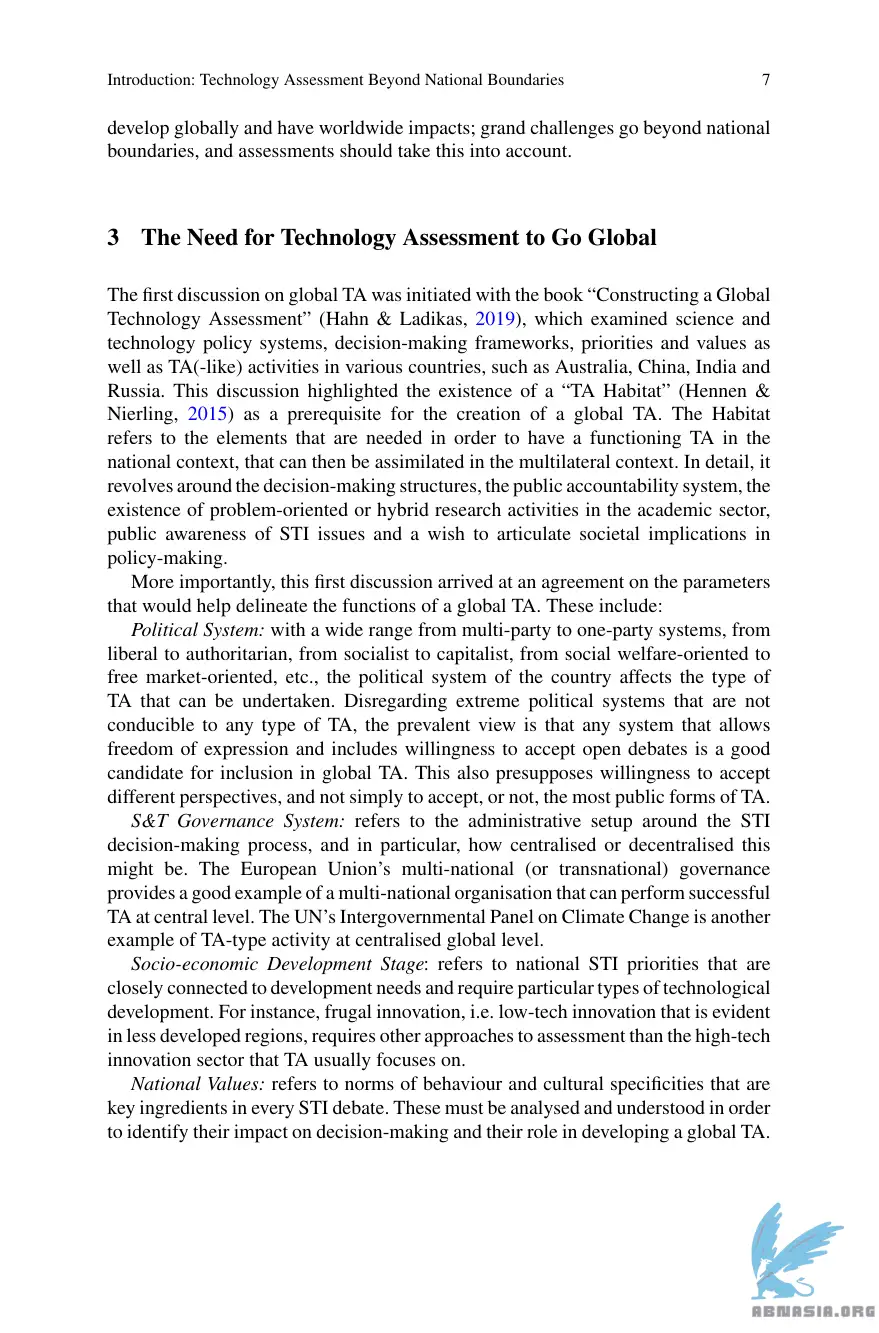 Introduction: Technology Assessment Beyond National Boundaries 7
develop globally and have worldwide impacts; grand challenges go beyond national
boundaries, and assessments should take this into account.
3 The Need for Technology Assessment to Go Global
The first discussion on global TA was initiated with the book “Constructing a Global
Technology Assessment” (Hahn & Ladikas, 2019), which examined science and
technology policy systems, decision-making frameworks, priorities and values as
well as TA(-like) activities in various countries, such as Australia, China, India and
Russia. This discussion highlighted the existence of a “TA Habitat” (Hennen &
Nierling, 2015) as a prerequisite for the creation of a global TA. The Habitat
refers to the elements that are needed in order to have a functioning TA in the
national context, that can then be assimilated in the multilateral context. In detail, it
revolves around the decision-making structures, the public accountability system, the
existence of problem-oriented or hybrid research activities in the academic sector,
public awareness of STI issues and a wish to articulate societal implications in
policy-making.
More importantly, this first discussion arrived at an agreement on the parameters
that would help delineate the functions of a global TA. These include:
Political System: with a wide range from multi-party to one-party systems, from
liberal to authoritarian, from socialist to capitalist, from social welfare-oriented to
free market-oriented, etc., the political system of the country affects the type of
TA that can be undertaken. Disregarding extreme political systems that are not
conducible to any type of TA, the prevalent view is that any system that allows
freedom of expression and includes willingness to accept open debates is a good
candidate for inclusion in global TA. This also presupposes willingness to accept
different perspectives, and not simply to accept, or not, the most public forms of TA.
S&T Governance System: refers to the administrative setup around the STI
decision-making process, and in particular, how centralised or decentralised this
might be. The European Union’s multi-national (or transnational) governance
provides a good example of a multi-national organisation that can perform successful
TA at central level. The UN’s Intergovernmental Panel on Climate Change is another
example of TA-type activity at centralised global level.
Socio-economic Development Stage: refers to national STI priorities that are
closely connected to development needs and require particular types of technological
development. For instance, frugal innovation, i.e. low-tech innovation that is evident
in less developed regions, requires other approaches to assessment than the high-tech
innovation sector that TA usually focuses on.
National Values: refers to norms of behaviour and cultural specificities that are
key ingredients in every STI debate. These must be analysed and understood in order
to identify their impact on decision-making and their role in developing a global TA.
ABNASIA.ORG